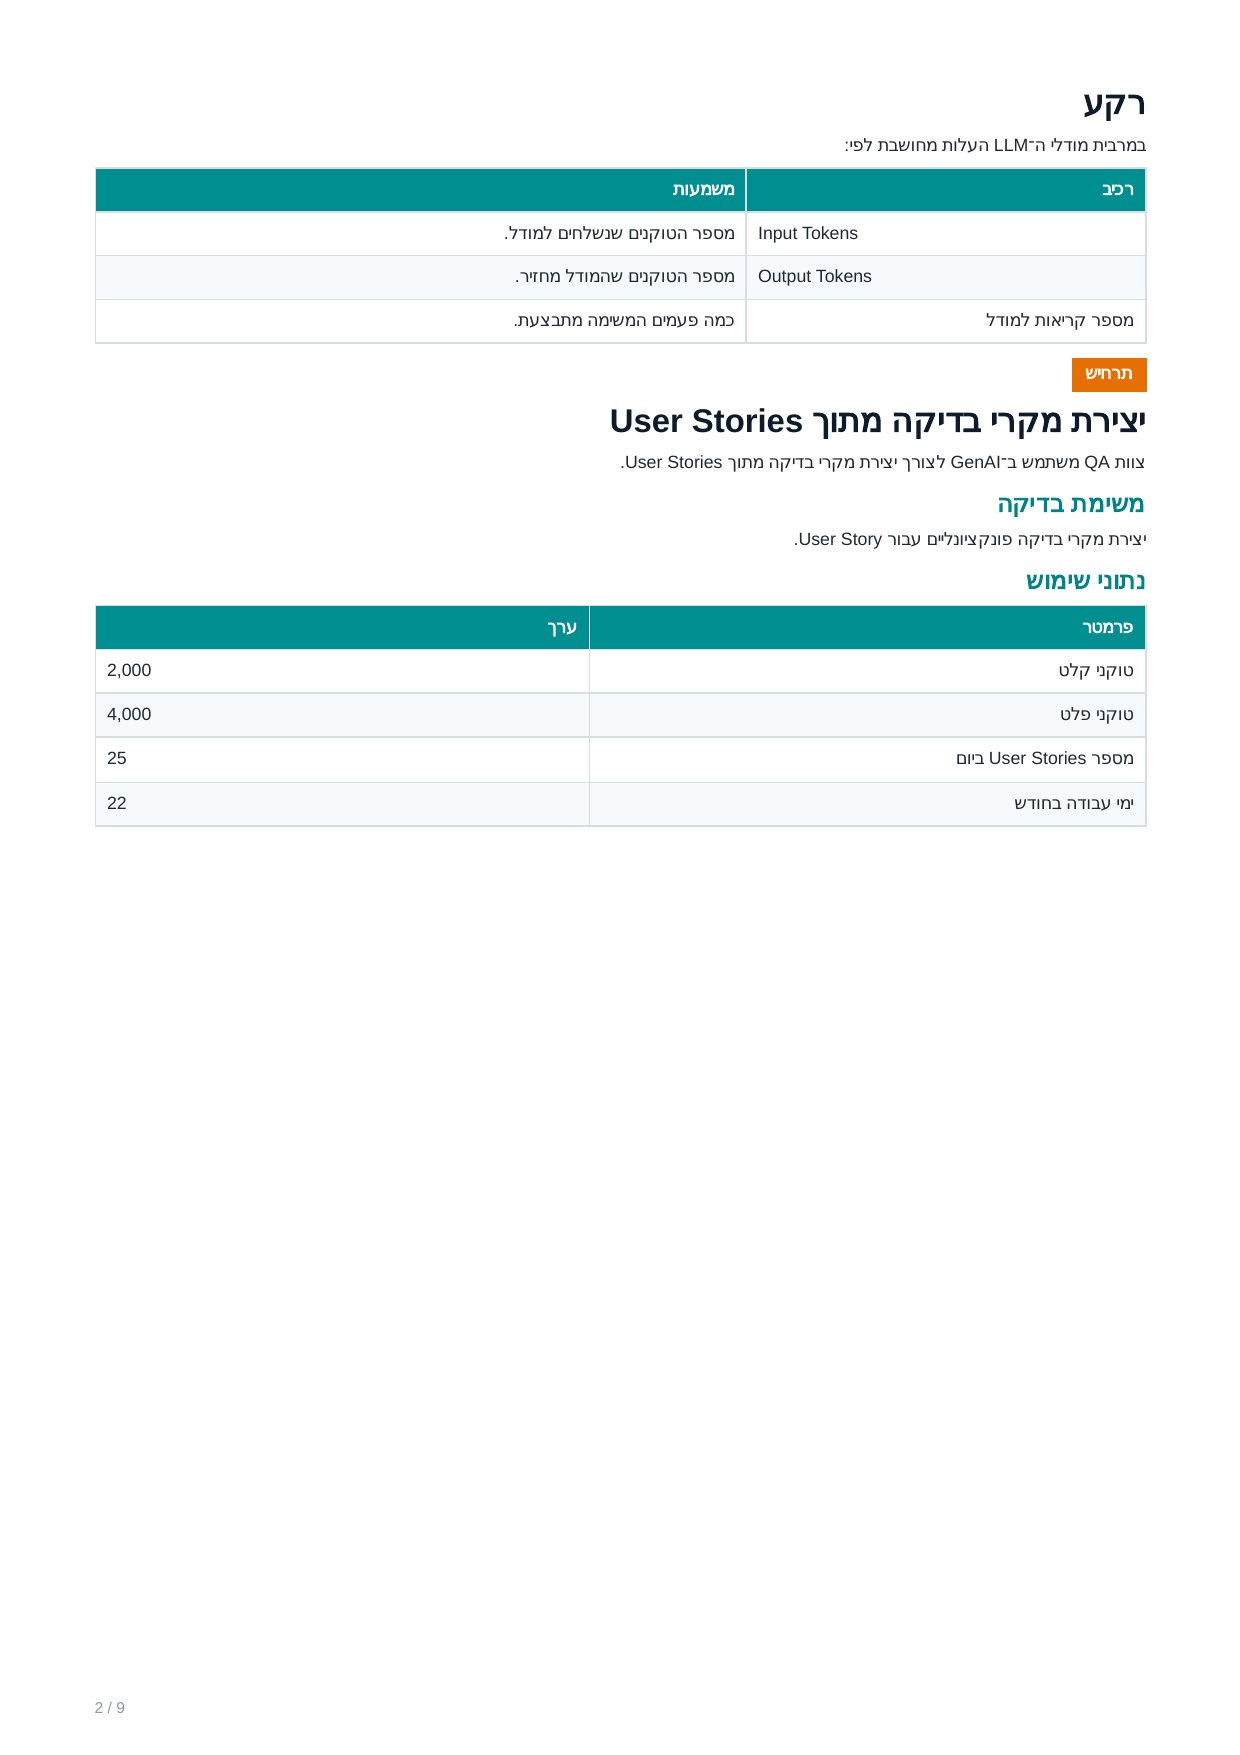 רקע
במרבית מודלי ה־LLM העלות מחושבת לפי:
רכיב משמעות
Input Tokens מספר הטוקנים שנשלחים למודל.
Output Tokens מספר הטוקנים שהמודל מחזיר.
מספר קריאות למודל כמה פעמים המשימה מתבצעת.
תרחיש
יצירת מקרי בדיקה מתוך User Stories
צוות QA משתמש ב־GenAI לצורך יצירת מקרי בדיקה מתוך User Stories.
משימת בדיקה
יצירת מקרי בדיקה פונקציונליים עבור User Story.
נתוני שימוש
פרמטר ערך
טוקני קלט 2,000
טוקני פלט 4,000
מספר User Stories ביום 25
ימי עבודה בחודש 22
2 / 9